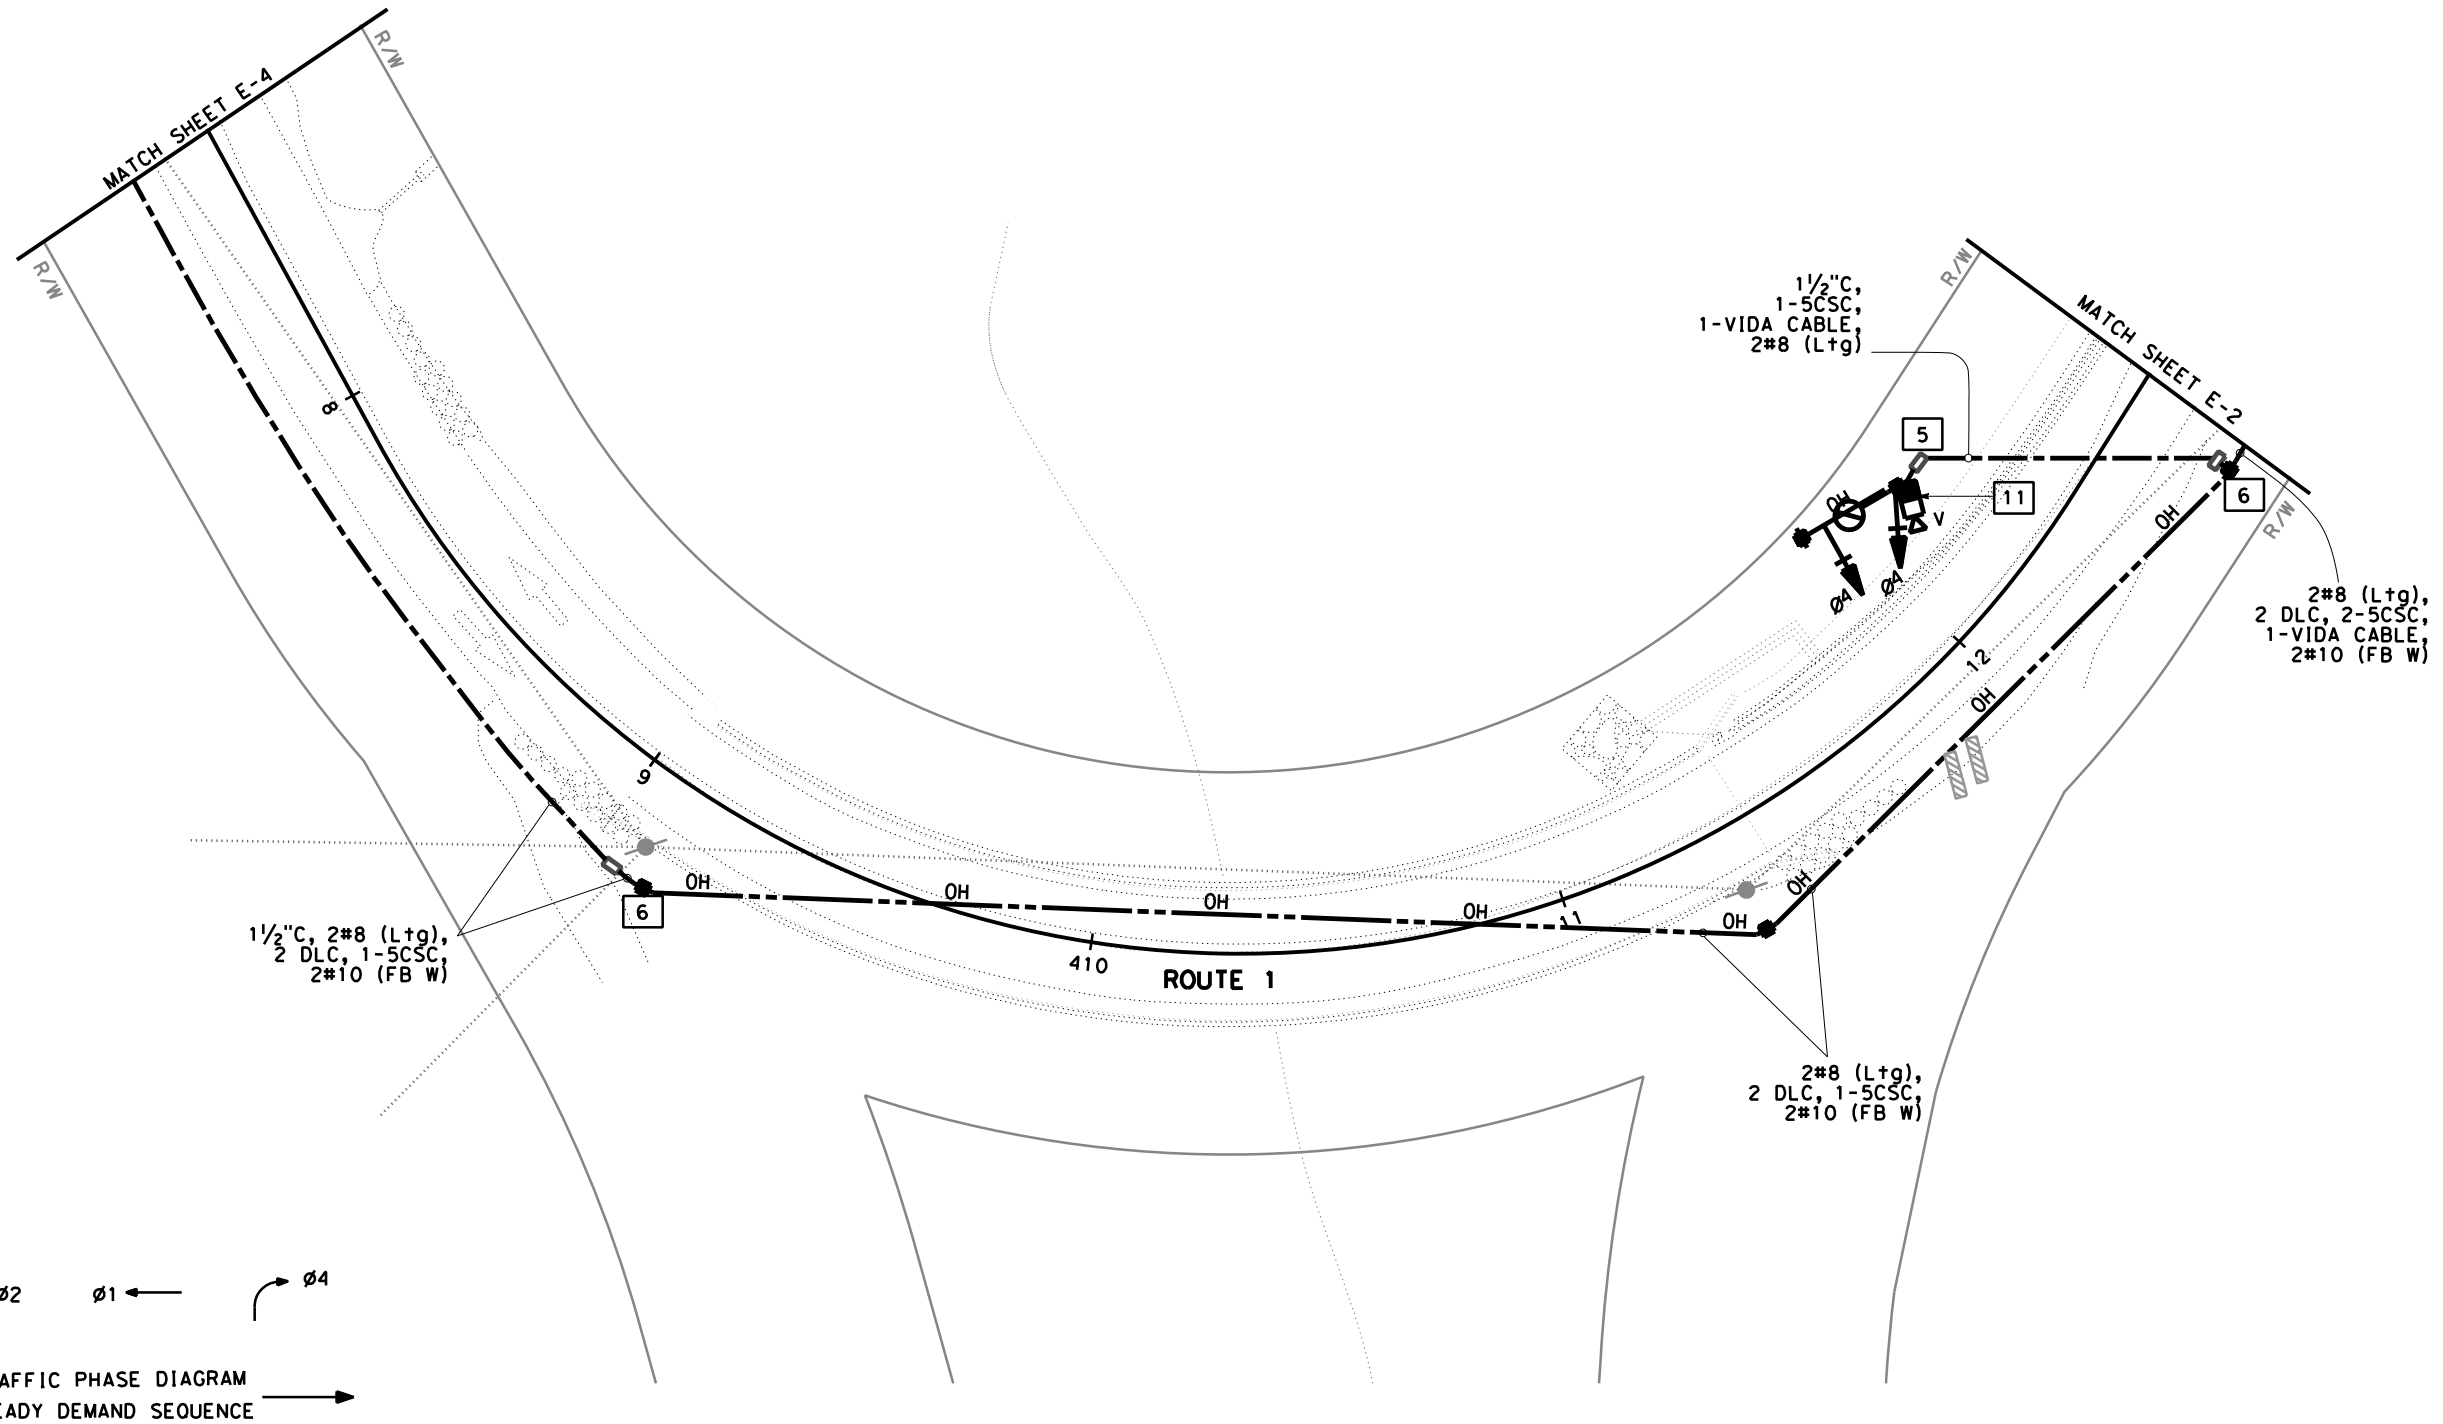 R/W
MATCH SHEET E-4
R/W
8
R/W
MATCH SHEET E-2
1½"C,
1-5CSC,
1-VIDA CABLE,
2#8 (Ltg)
5
11
6
R/W
OH
V
OH
Ø4
Ø4
2#8 (Ltg),
2 DLC, 2-5CSC,
1-VIDA CABLE,
2#10 (FB W)
12
OH
9
OH
OH
OH
OH
OH
OH
6
11
1½"C, 2#8 (Ltg),
2 DLC, 1-5CSC,
2#10 (FB W)
410
ROUTE 1
2#8 (Ltg),
2 DLC, 1-5CSC,
2#10 (FB W)
Ø2
Ø1
Ø4
AFFIC PHASE DIAGRAM
EADY DEMAND SEQUENCE